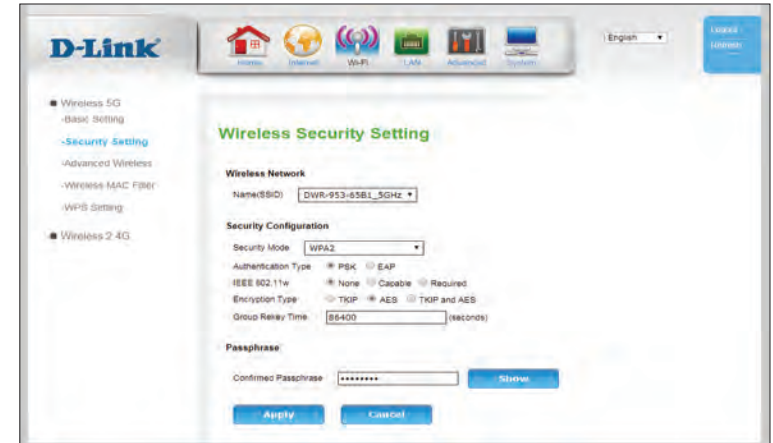 D-Link
Home Internet Wi-Fi LAN Advanced System
English
Wireless 5G
-Basic Setting
-Security Setting
-Advanced Wireless
-Wireless MAC Filter
-WPS Setting
Wireless 2.4G
Wireless Security Setting
Wireless Network
Name(SSID) DWR-953-65B1_5GHz
Security Configuration
Security Mode WPA2
Authentication Type PSK EAP
IEEE 802.11w None Capable Required
Encryption Type TKIP AES TKIP and AES
Group Rekey Time 86400 (seconds)
Passphrase
Confirmed Passphrase •••••••• Show
Apply Cancel